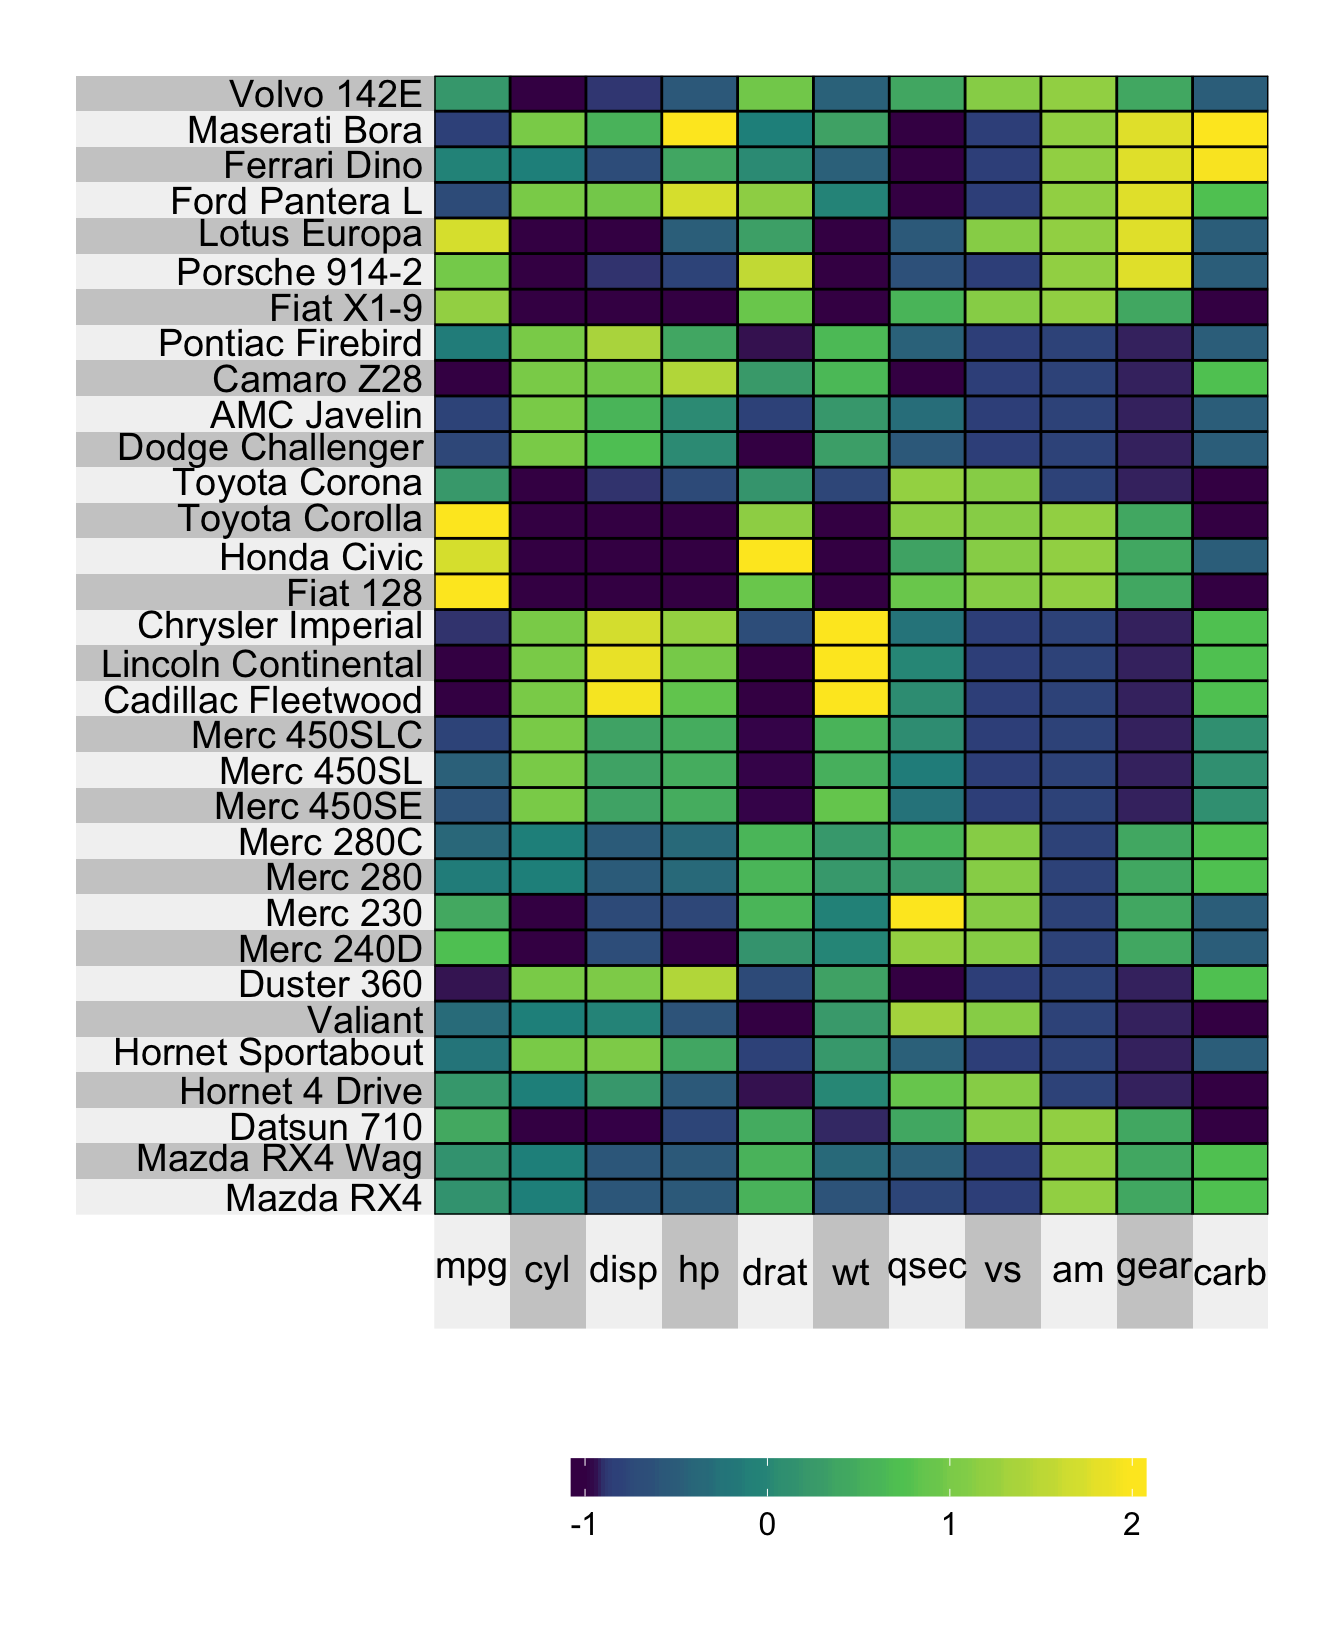 Volvo 142E
Maserati Bora
Ferrari Dino
Ford Pantera L
Lotus Europa
Porsche 914-2
Fiat X1-9
Pontiac Firebird
Camaro Z28
AMC Javelin
Dodge Challenger
Toyota Corona
Toyota Corolla
Honda Civic
Fiat 128
Chrysler Imperial
Lincoln Continental
Cadillac Fleetwood
Merc 450SLC
Merc 450SL
Merc 450SE
Merc 280C
Merc 280
Merc 230
Merc 240D
Duster 360
Valiant
Hornet Sportabout
Hornet 4 Drive
Datsun 710
Mazda RX4 Wag
Mazda RX4
mpg cyl disp hp drat wt qsec vs am gear carb
-1 0 1 2